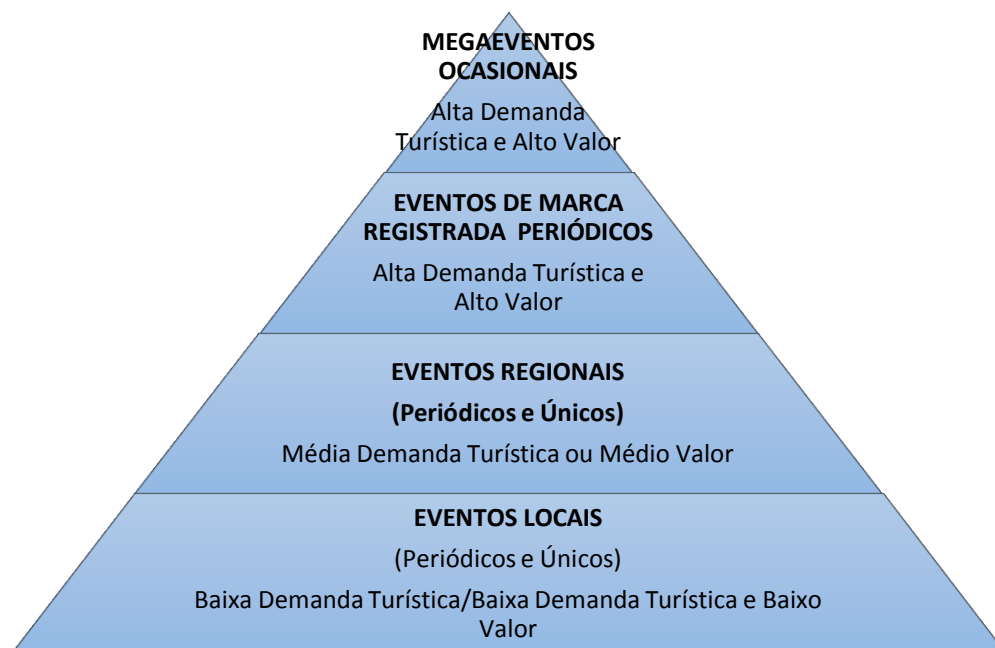 MEGAEVENTOS
OCASIONAIS
Alta Demanda
Turística e Alto Valor
EVENTOS DE MARCA
REGISTRADA PERIÓDICOS
Alta Demanda Turística e
Alto Valor
EVENTOS REGIONAIS
(Periódicos e Únicos)
Média Demanda Turística ou Médio Valor
EVENTOS LOCAIS
(Periódicos e Únicos)
Baixa Demanda Turística/Baixa Demanda Turística e Baixo
Valor